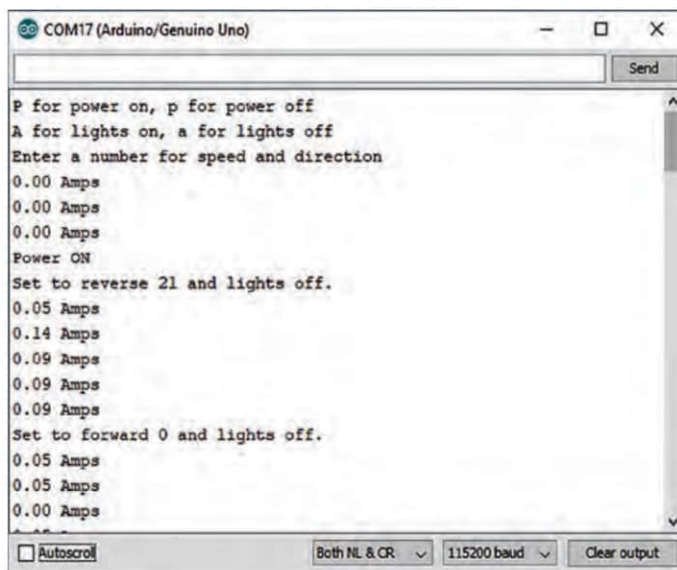 COM17 (Arduino/Genuino Uno)
Send
P for power on, p for power off
A for lights on, a for lights off
Enter a number for speed and direction
0.00 Amps
0.00 Amps
0.00 Amps
Power ON
Set to reverse 21 and lights off.
0.05 Amps
0.14 Amps
0.09 Amps
0.09 Amps
0.09 Amps
Set to forward 0 and lights off.
0.05 Amps
0.05 Amps
0.00 Amps
Autoscroll Both NL & CR 115200 baud Clear output